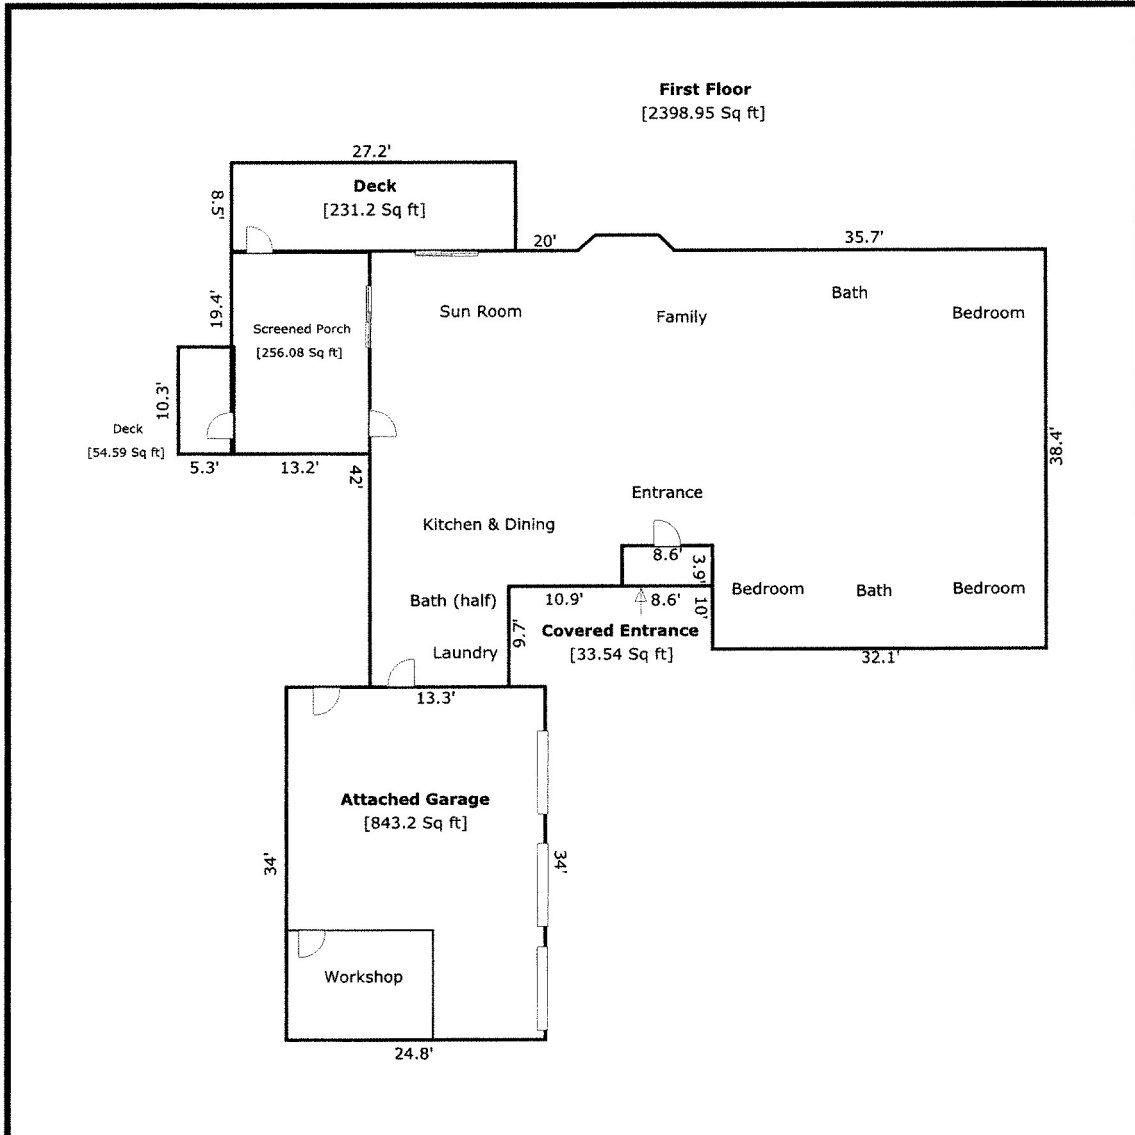 First Floor
[2398.95 Sq ft]
27.2'
Deck
[231.2 Sq ft]
8.5'
20'
35.7'
Bath
Sun Room
Family
Bedroom
19.4'
Screened Porch
[256.08 Sq ft]
10.3'
Deck
[54.59 Sq ft]
5.3'
13.2'
42'
38.4'
Entrance
Kitchen & Dining
8.6'
3.9'
Bath (half)
10.9'
8.6'
10'
Bedroom
Bath
Bedroom
9.7'
Covered Entrance
[33.54 Sq ft]
Laundry
32.1'
13.3'
Attached Garage
[843.2 Sq ft]
34'
34'
Workshop
24.8'